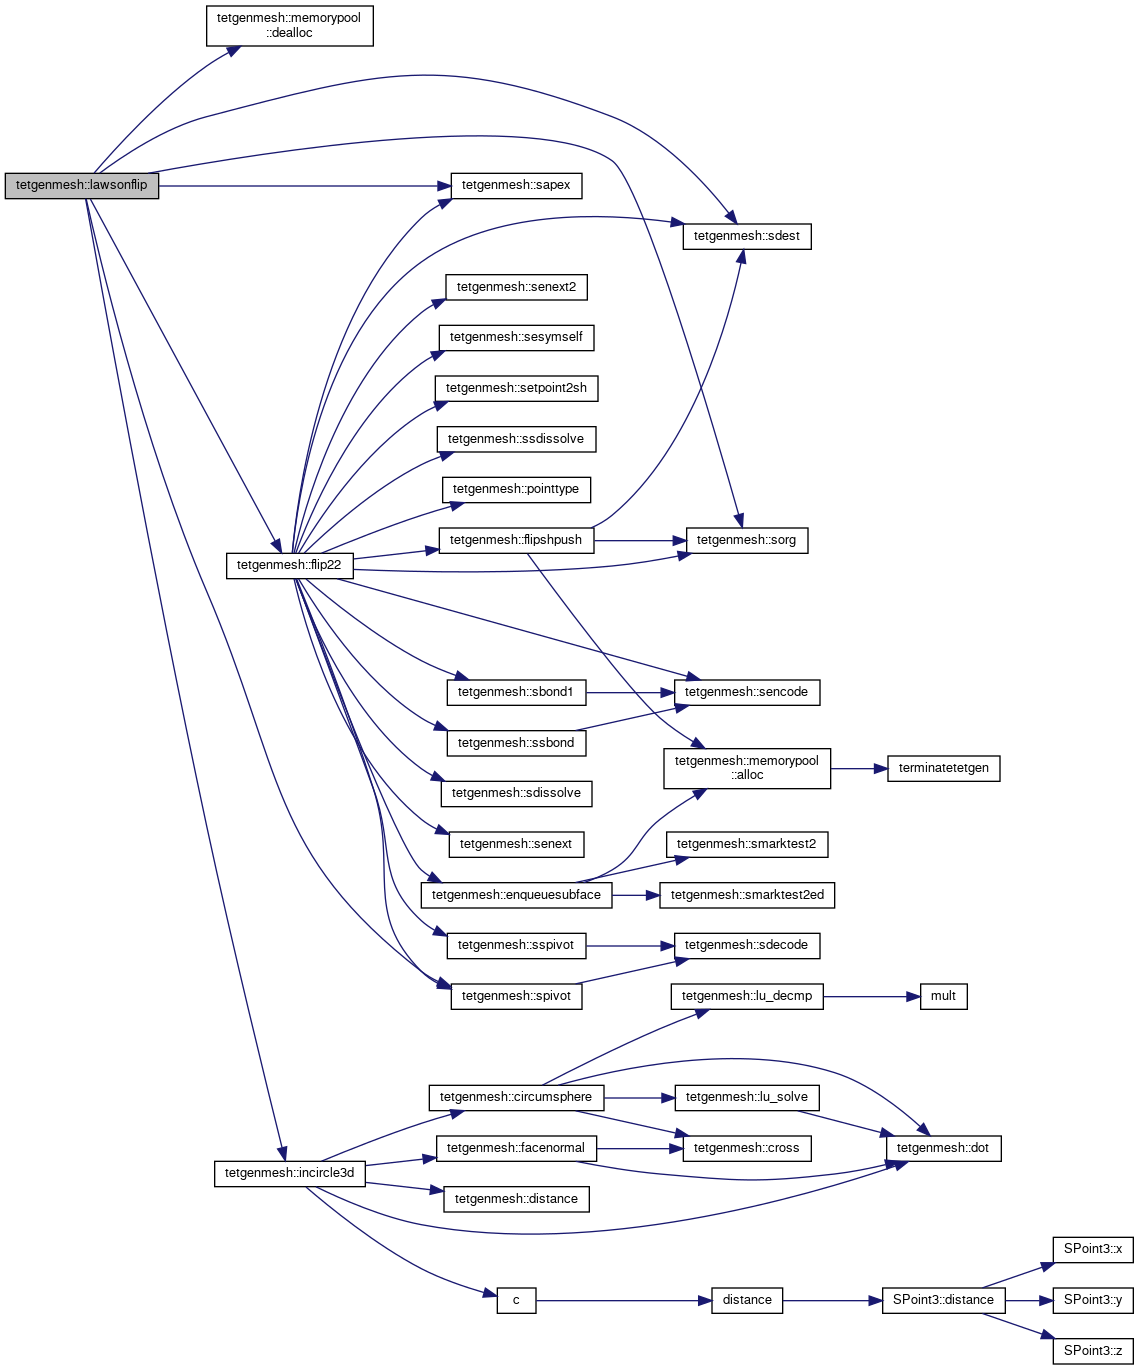 tetgenmesh::memorypool
::dealloc
tetgenmesh::lawsonflip
tetgenmesh::sapex
tetgenmesh::sdest
tetgenmesh::senext2
tetgenmesh::sesymself
tetgenmesh::setpoint2sh
tetgenmesh::ssdissolve
tetgenmesh::pointtype
tetgenmesh::flipshpush
tetgenmesh::sorg
tetgenmesh::flip22
tetgenmesh::sbond1
tetgenmesh::sencode
tetgenmesh::ssbond
tetgenmesh::memorypool
::alloc
terminatetetgen
tetgenmesh::sdissolve
tetgenmesh::senext
tetgenmesh::smarktest2
tetgenmesh::enqueuesubface
tetgenmesh::smarktest2ed
tetgenmesh::sspivot
tetgenmesh::sdecode
tetgenmesh::spivot
tetgenmesh::lu_decmp
mult
tetgenmesh::circumsphere
tetgenmesh::lu_solve
tetgenmesh::facenormal
tetgenmesh::cross
tetgenmesh::dot
tetgenmesh::incircle3d
tetgenmesh::distance
SPoint3::x
c
distance
SPoint3::distance
SPoint3::y
SPoint3::z